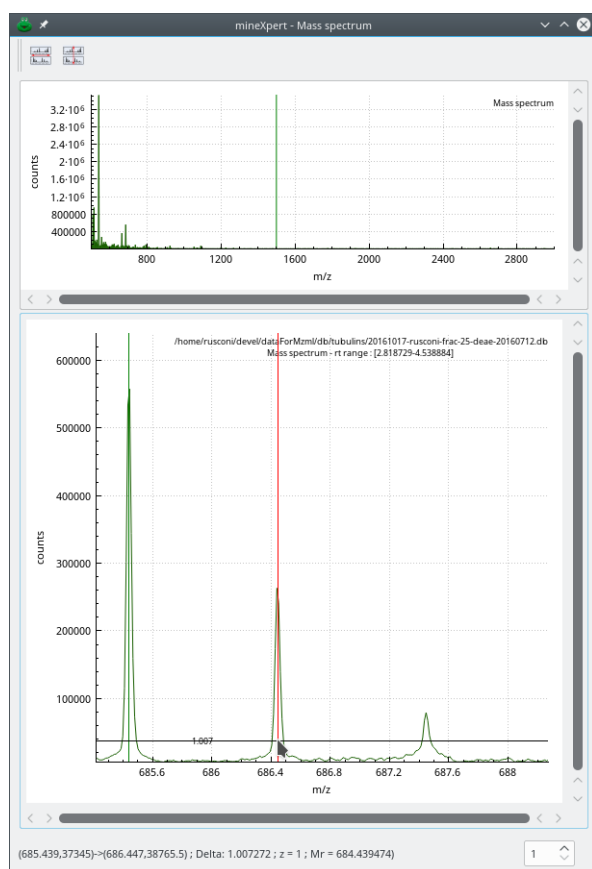 mineXpert - Mass spectrum
Mass spectrum
3.2·10⁶
2.8·10⁶
2.4·10⁶
2·10⁶
1.6·10⁶
1.2·10⁶
800000
400000
counts
800 1200 1600 2000 2400 2800
m/z
/home/rusconi/devel/dataForMzml/db/tubulins/20161017-rusconi-frac-25-deae-20160712.db
Mass spectrum - rt range : [2.818729-4.538884]
600000
500000
400000
300000
200000
100000
counts
1.007
685.6 686 686.4 686.8 687.2 687.6 688
m/z
(685.439,37345)->(686.447,38765.5) ; Delta: 1.007272 ; z = 1 ; Mr = 684.439474)
1